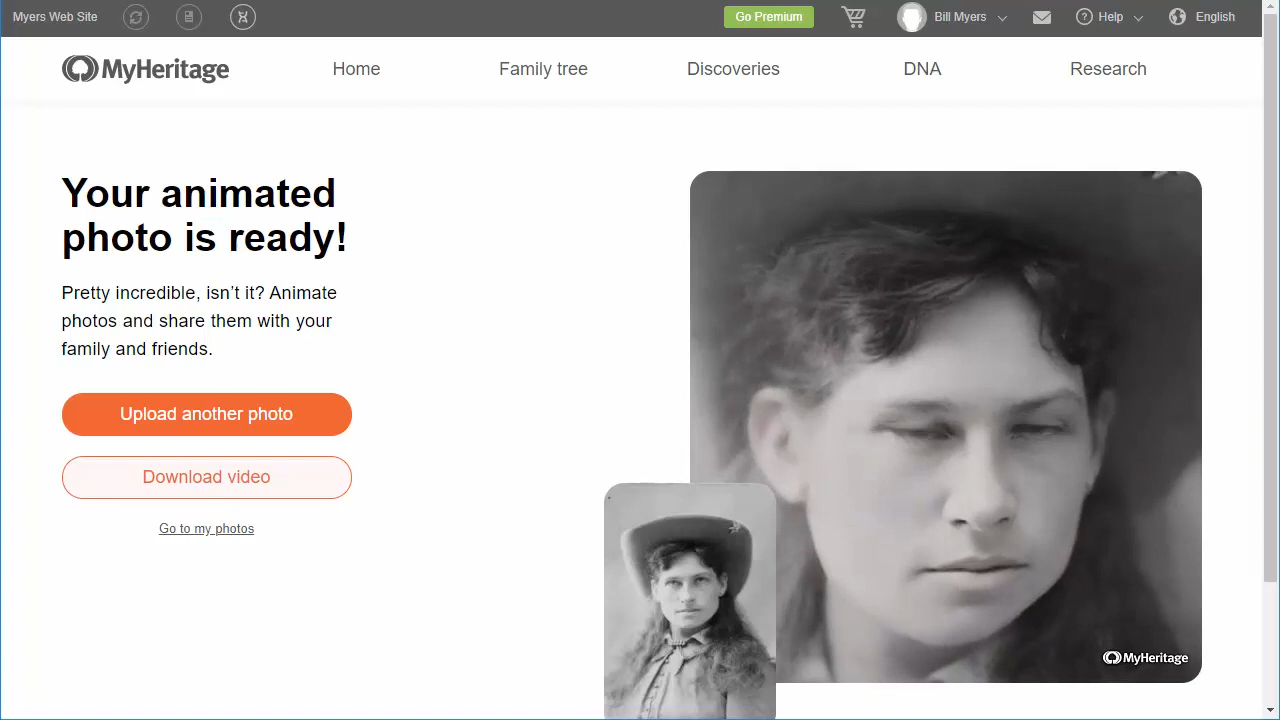 Myers Web Site
Go Premium
Bill Myers
Help
English
MyHeritage
Home
Family tree
Discoveries
DNA
Research
Your animated
photo is ready!
Pretty incredible, isn’t it? Animate
photos and share them with your
family and friends.
Upload another photo
Download video
Go to my photos
MyHeritage